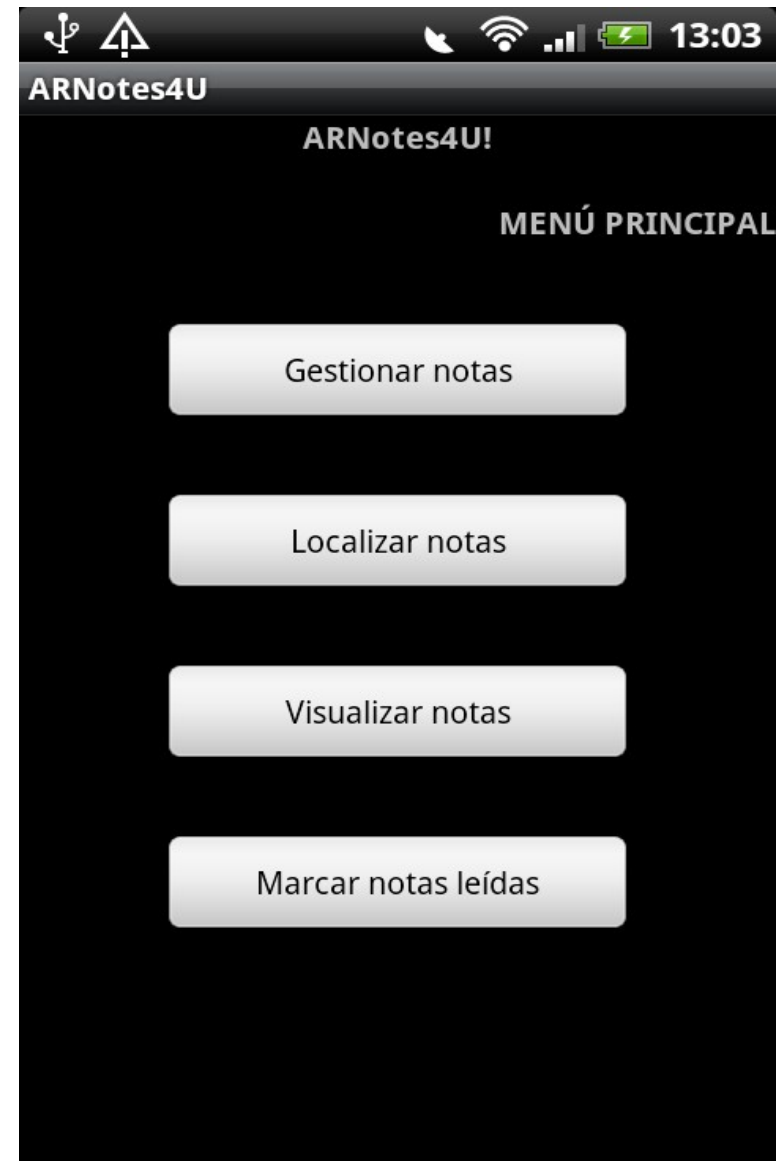 13:03
ARNotes4U
ARNotes4U!
MENÚ PRINCIPAL
Gestionar notas
Localizar notas
Visualizar notas
Marcar notas leídas